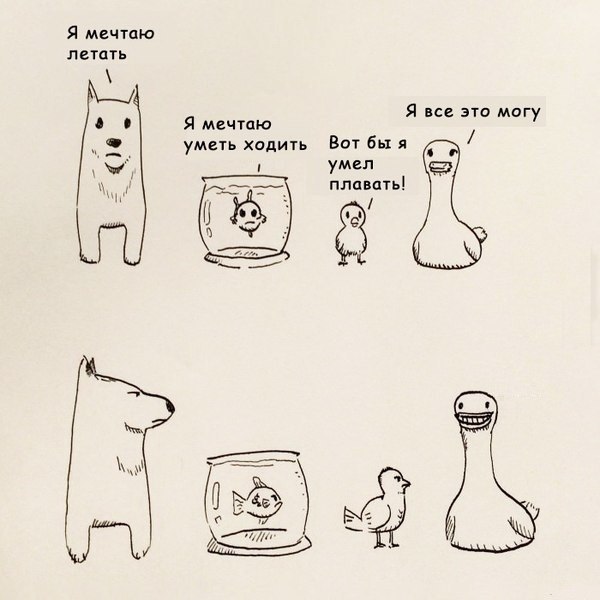 Я мечтаю
летать
Я мечтаю
уметь ходить
Вот бы я
умел
плавать!
Я все это могу